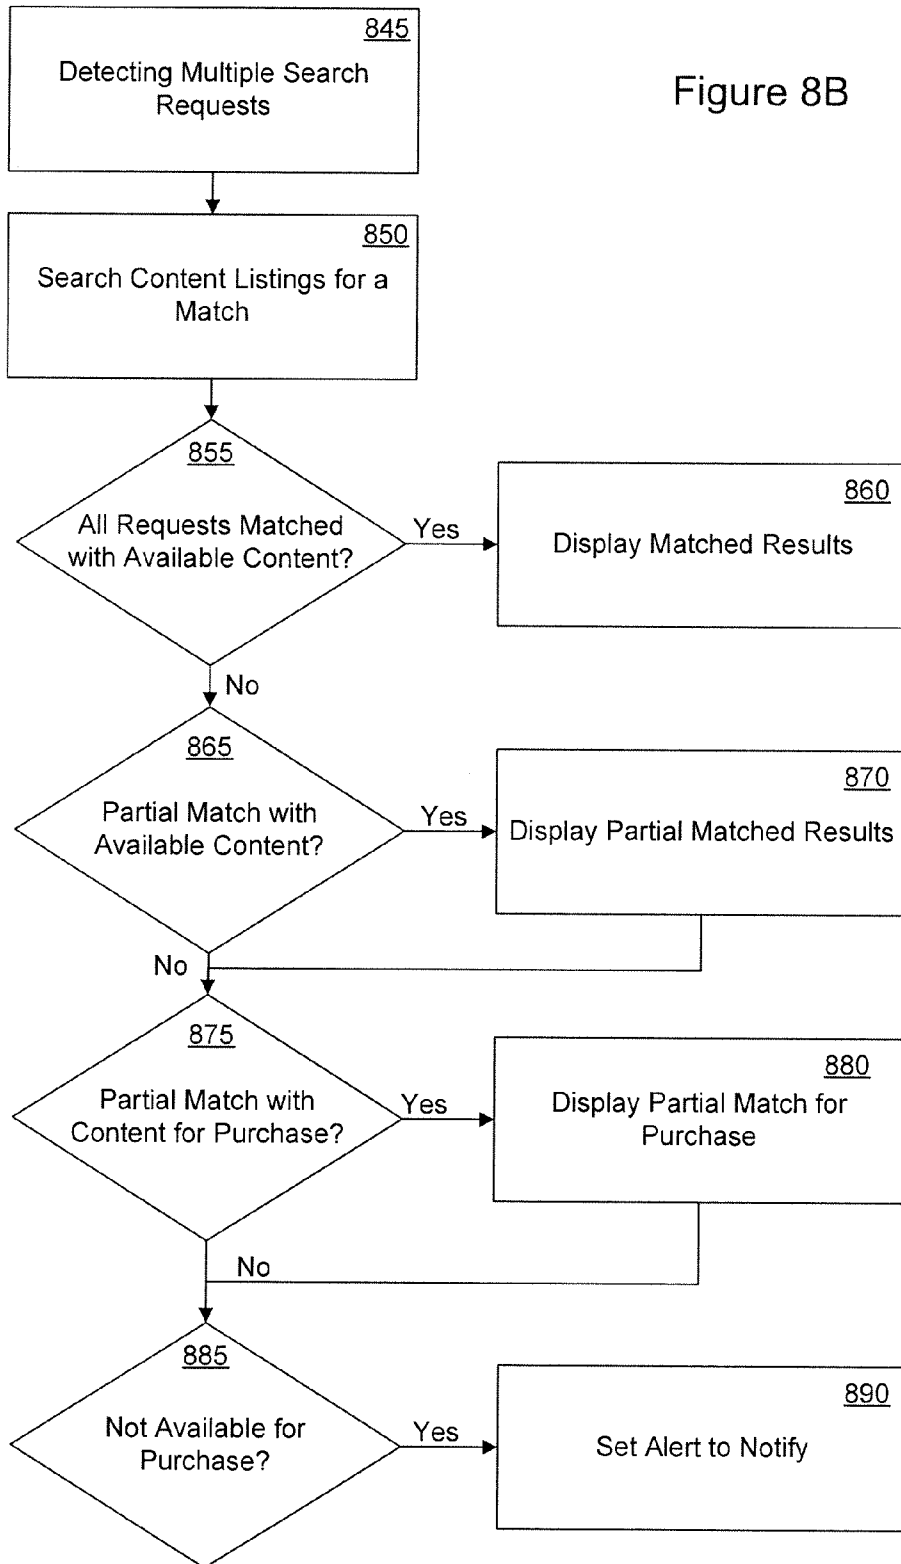 845
Detecting Multiple Search
Requests
Figure 8B
850
Search Content Listings for a
Match
855
All Requests Matched
with Available Content?
Yes
860
Display Matched Results
No
865
Partial Match with
Available Content?
Yes
870
Display Partial Matched Results
No
875
Partial Match with
Content for Purchase?
Yes
880
Display Partial Match for
Purchase
No
885
Not Available for
Purchase?
Yes
890
Set Alert to Notify